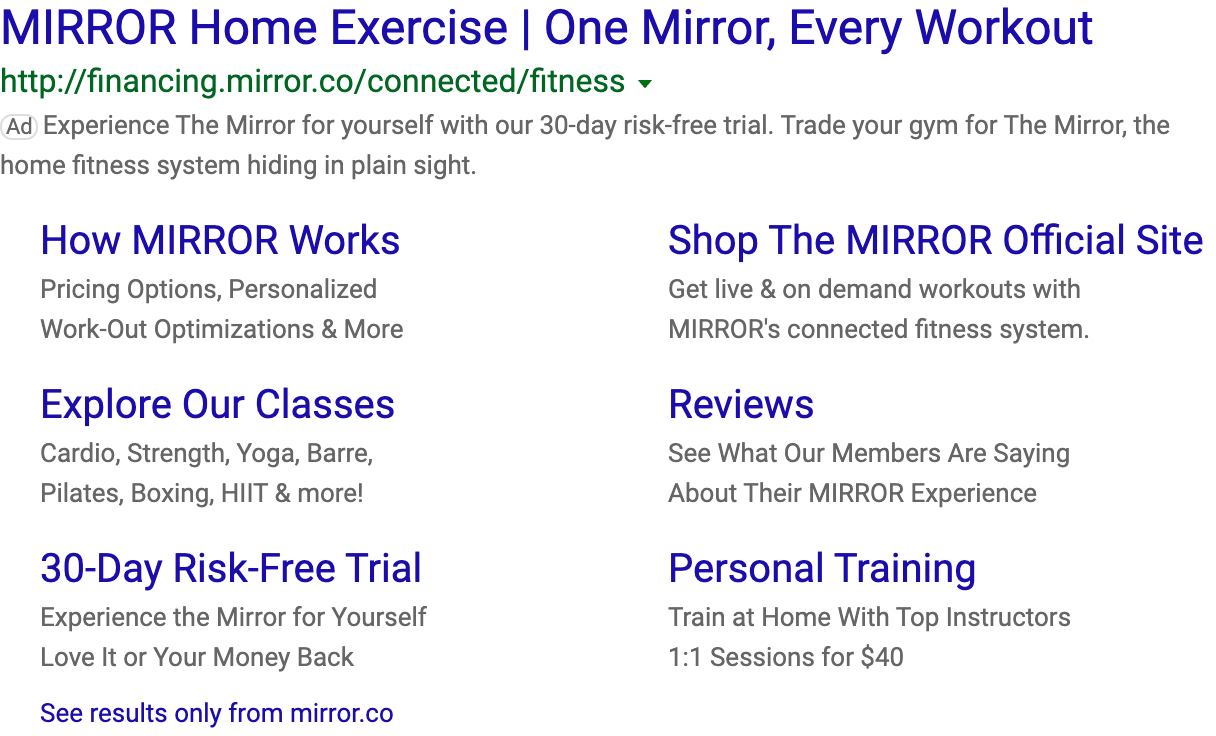 MIRROR Home Exercise | One Mirror, Every Workout
http://financing.mirror.co/connected/fitness
Ad Experience The Mirror for yourself with our 30-day risk-free trial. Trade your gym for The Mirror, the
home fitness system hiding in plain sight.
How MIRROR Works
Pricing Options, Personalized
Work-Out Optimizations & More
Shop The MIRROR Official Site
Get live & on demand workouts with
MIRROR's connected fitness system.
Explore Our Classes
Cardio, Strength, Yoga, Barre,
Pilates, Boxing, HIIT & more!
Reviews
See What Our Members Are Saying
About Their MIRROR Experience
30-Day Risk-Free Trial
Experience the Mirror for Yourself
Love It or Your Money Back
Personal Training
Train at Home With Top Instructors
1:1 Sessions for $40
See results only from mirror.co